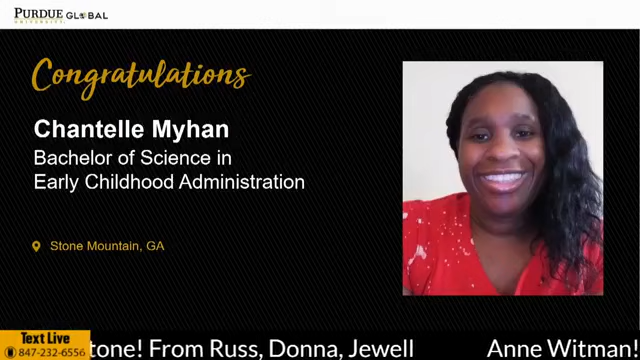 PURDUE GLOBAL
UNIVERSITY
Congratulations
Chantelle Myhan
Bachelor of Science in
Early Childhood Administration
Stone Mountain, GA
Text Live
847-232-6556
tone! From Russ, Donna, Jewell Anne Witman!